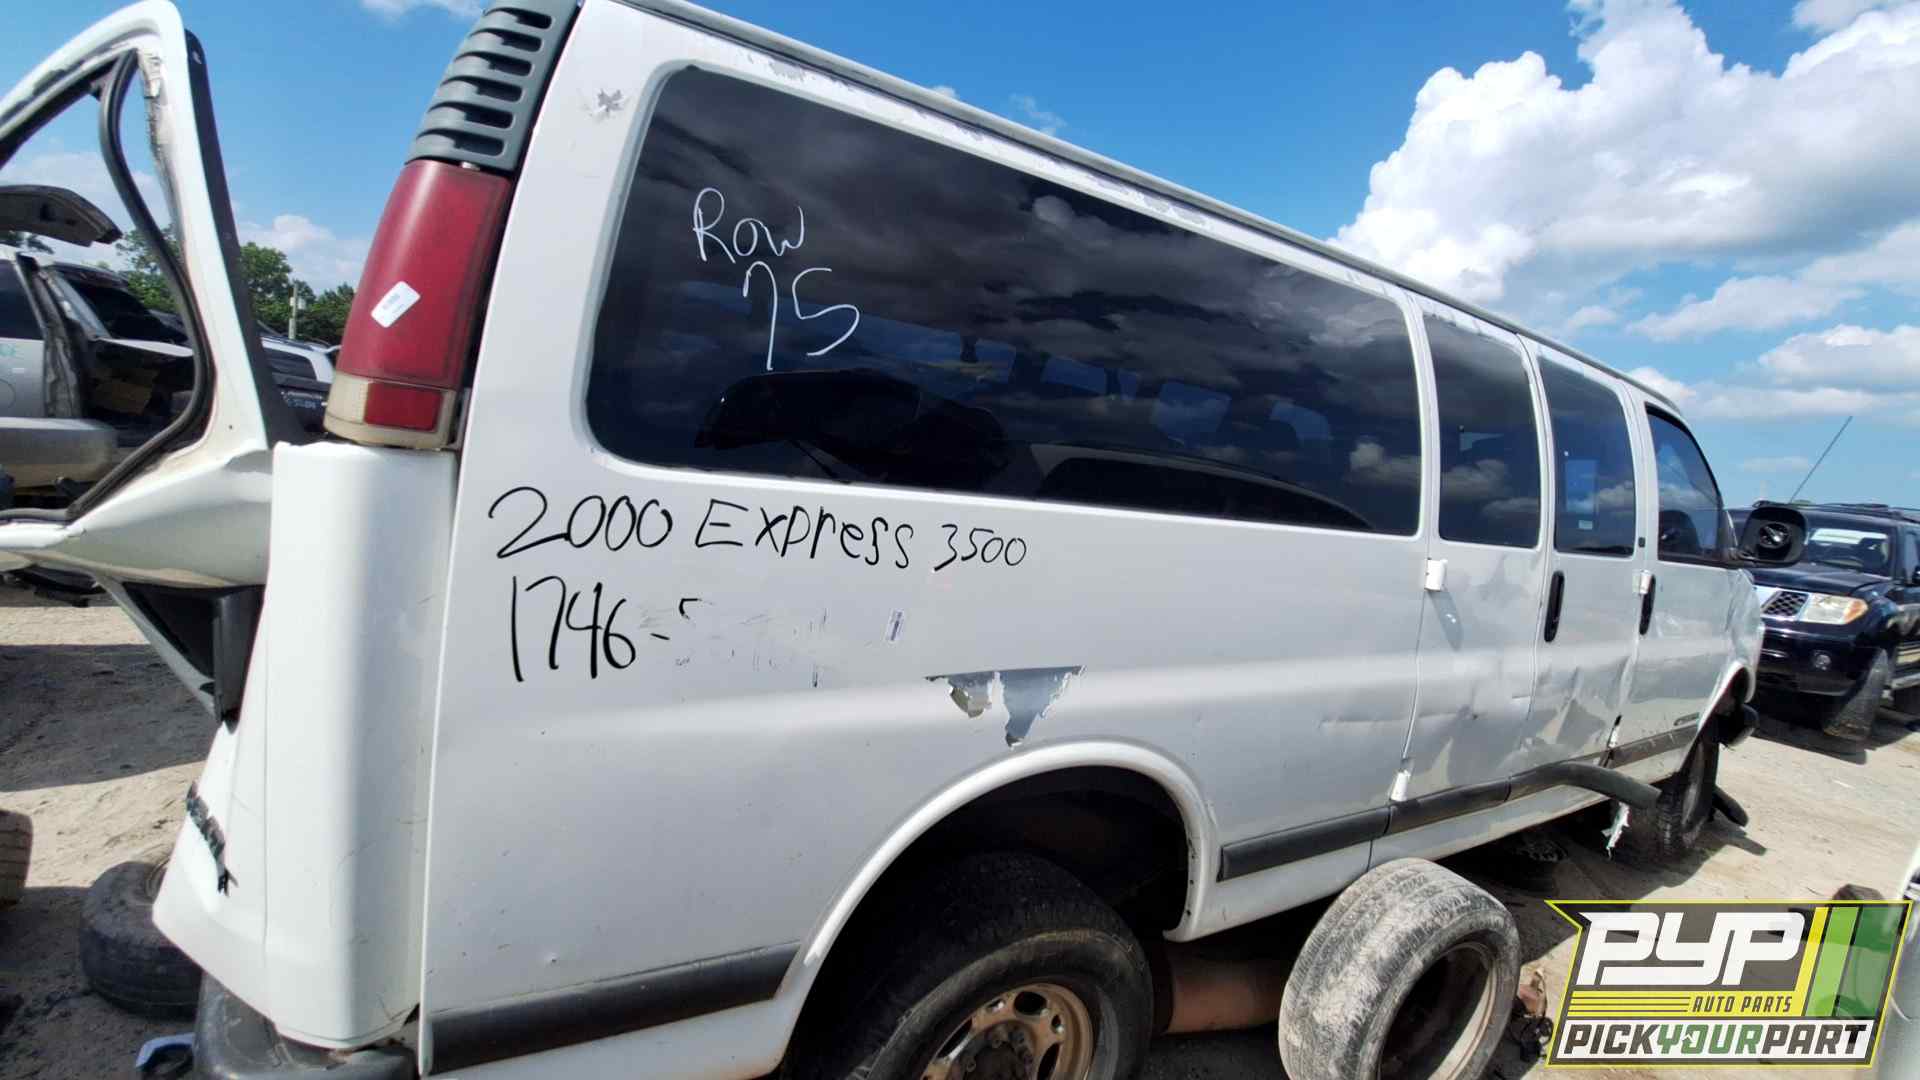 Row
75
2000 Express 3500
1746-
PYP
AUTO PARTS
PICKYOURPART